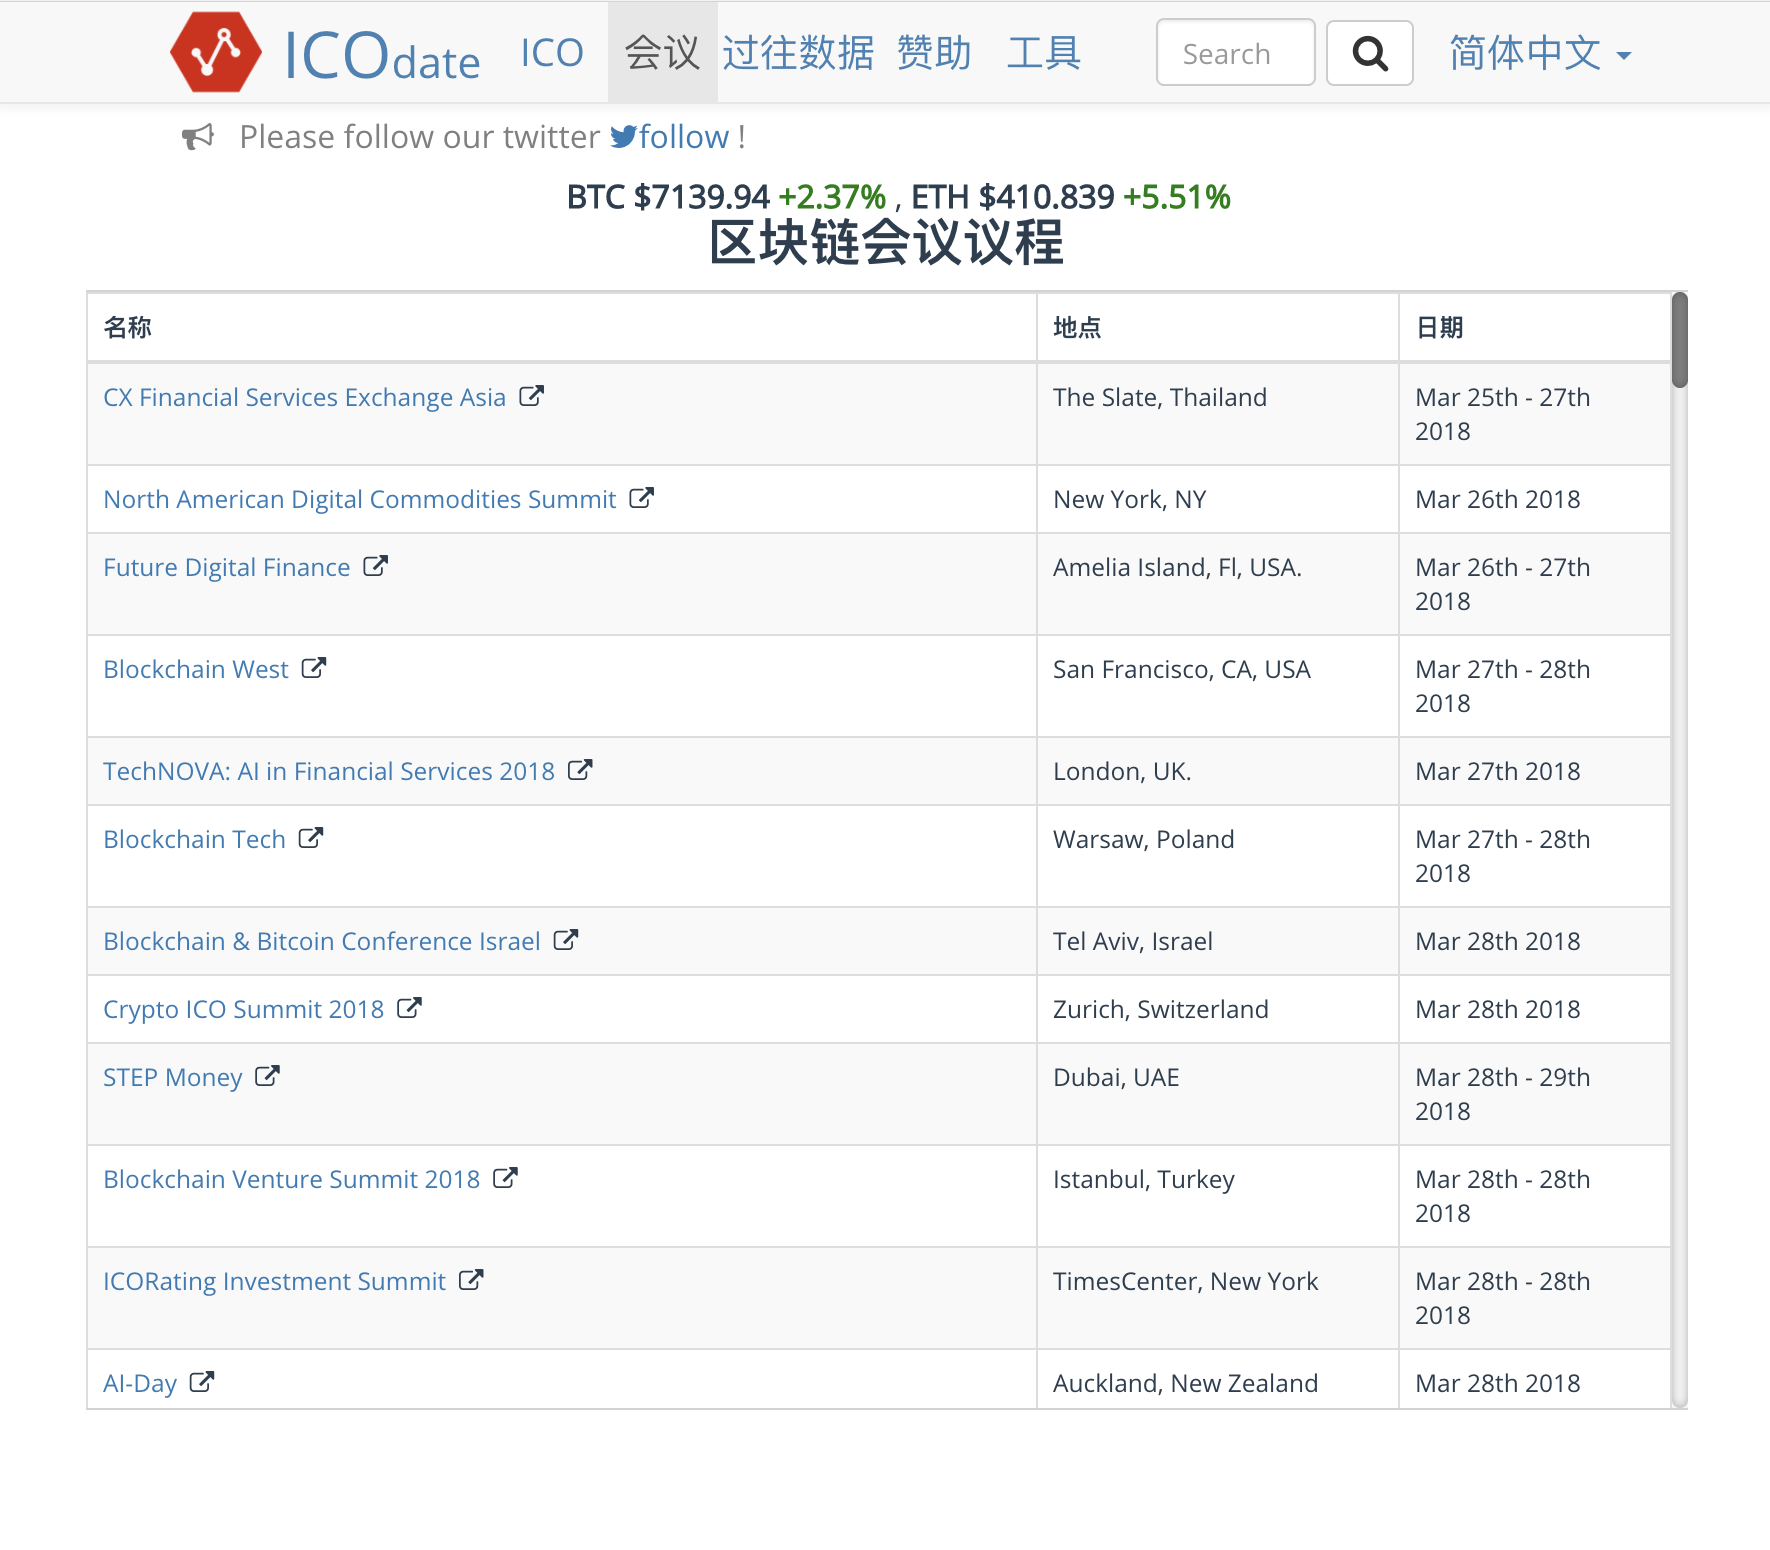 ICOdate ICO 会议 过往数据 赞助 工具 Search 简体中文
Please follow our twitter follow !
BTC $7139.94 +2.37% , ETH $410.839 +5.51%
区块链会议议程
名称 地点 日期
CX Financial Services Exchange Asia The Slate, Thailand Mar 25th - 27th
2018
North American Digital Commodities Summit New York, NY Mar 26th 2018
Future Digital Finance Amelia Island, Fl, USA. Mar 26th - 27th
2018
Blockchain West San Francisco, CA, USA Mar 27th - 28th
2018
TechNOVA: AI in Financial Services 2018 London, UK. Mar 27th 2018
Blockchain Tech Warsaw, Poland Mar 27th - 28th
2018
Blockchain & Bitcoin Conference Israel Tel Aviv, Israel Mar 28th 2018
Crypto ICO Summit 2018 Zurich, Switzerland Mar 28th 2018
STEP Money Dubai, UAE Mar 28th - 29th
2018
Blockchain Venture Summit 2018 Istanbul, Turkey Mar 28th - 28th
2018
ICORating Investment Summit TimesCenter, New York Mar 28th - 28th
2018
AI-Day Auckland, New Zealand Mar 28th 2018